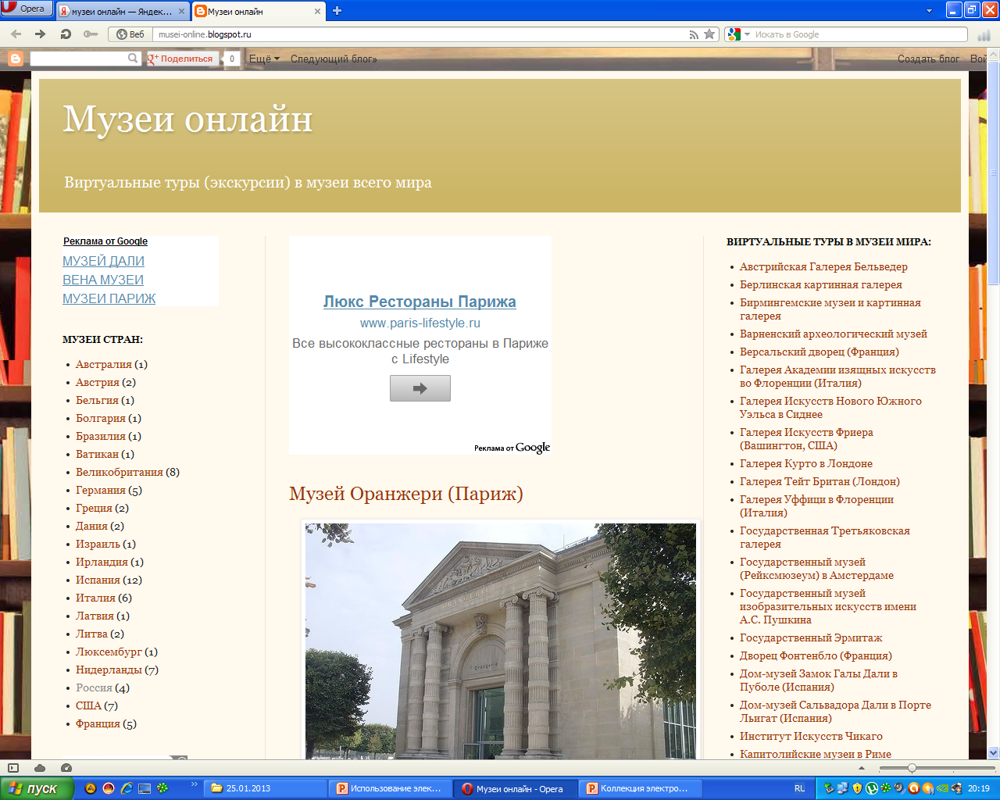 Opera
музеи онлайн — Яндек...
Музеи онлайн
Веб
musei-online.blogspot.ru
Искать в Google
Поделиться
0
Ещё
Следующий блог»
Создать блог
Вой
Музеи онлайн
Виртуальные туры (экскурсии) в музеи всего мира
Реклама от Google
МУЗЕЙ ДАЛИ
ВЕНА МУЗЕИ
МУЗЕИ ПАРИЖ
МУЗЕИ СТРАН:
Австралия (1)
Австрия (2)
Бельгия (1)
Болгария (1)
Бразилия (1)
Ватикан (1)
Великобритания (8)
Германия (5)
Греция (2)
Дания (2)
Израиль (1)
Ирландия (1)
Испания (12)
Италия (6)
Латвия (1)
Литва (2)
Люксембург (1)
Нидерланды (7)
Россия (4)
США (7)
Франция (5)
Люкс Рестораны Парижа
www.paris-lifestyle.ru
Все высококлассные рестораны в Париже
с Lifestyle
Реклама от Google
Музей Оранжери (Париж)
Orangerie
ВИРТУАЛЬНЫЕ ТУРЫ В МУЗЕИ МИРА:
Австрийская Галерея Бельведер
Берлинская картинная галерея
Бирмингемские музеи и картинная
галерея
Варненский археологический музей
Версальский дворец (Франция)
Галерея Академии изящных искусств
во Флоренции (Италия)
Галерея Искусств Нового Южного
Уэльса в Сиднее
Галерея Искусств Фриера
(Вашингтон, США)
Галерея Курто в Лондоне
Галерея Тейт Британ (Лондон)
Галерея Уффици в Флоренции
(Италия)
Государственная Третьяковская
галерея
Государственный музей
(Рейксмюзеум) в Амстердаме
Государственный музей
изобразительных искусств имени
А.С. Пушкина
Государственный Эрмитаж
Дворец Фонтенбло (Франция)
Дом-музей Замок Галы Дали в
Пуболе (Испания)
Дом-музей Сальвадора Дали в Порте
Льигат (Испания)
Институт Искусств Чикаго
Капитолийские музеи в Риме
пуск
25.01.2013
Использование элек...
Музеи онлайн - Opera
Коллекция электро...
RU
20:19